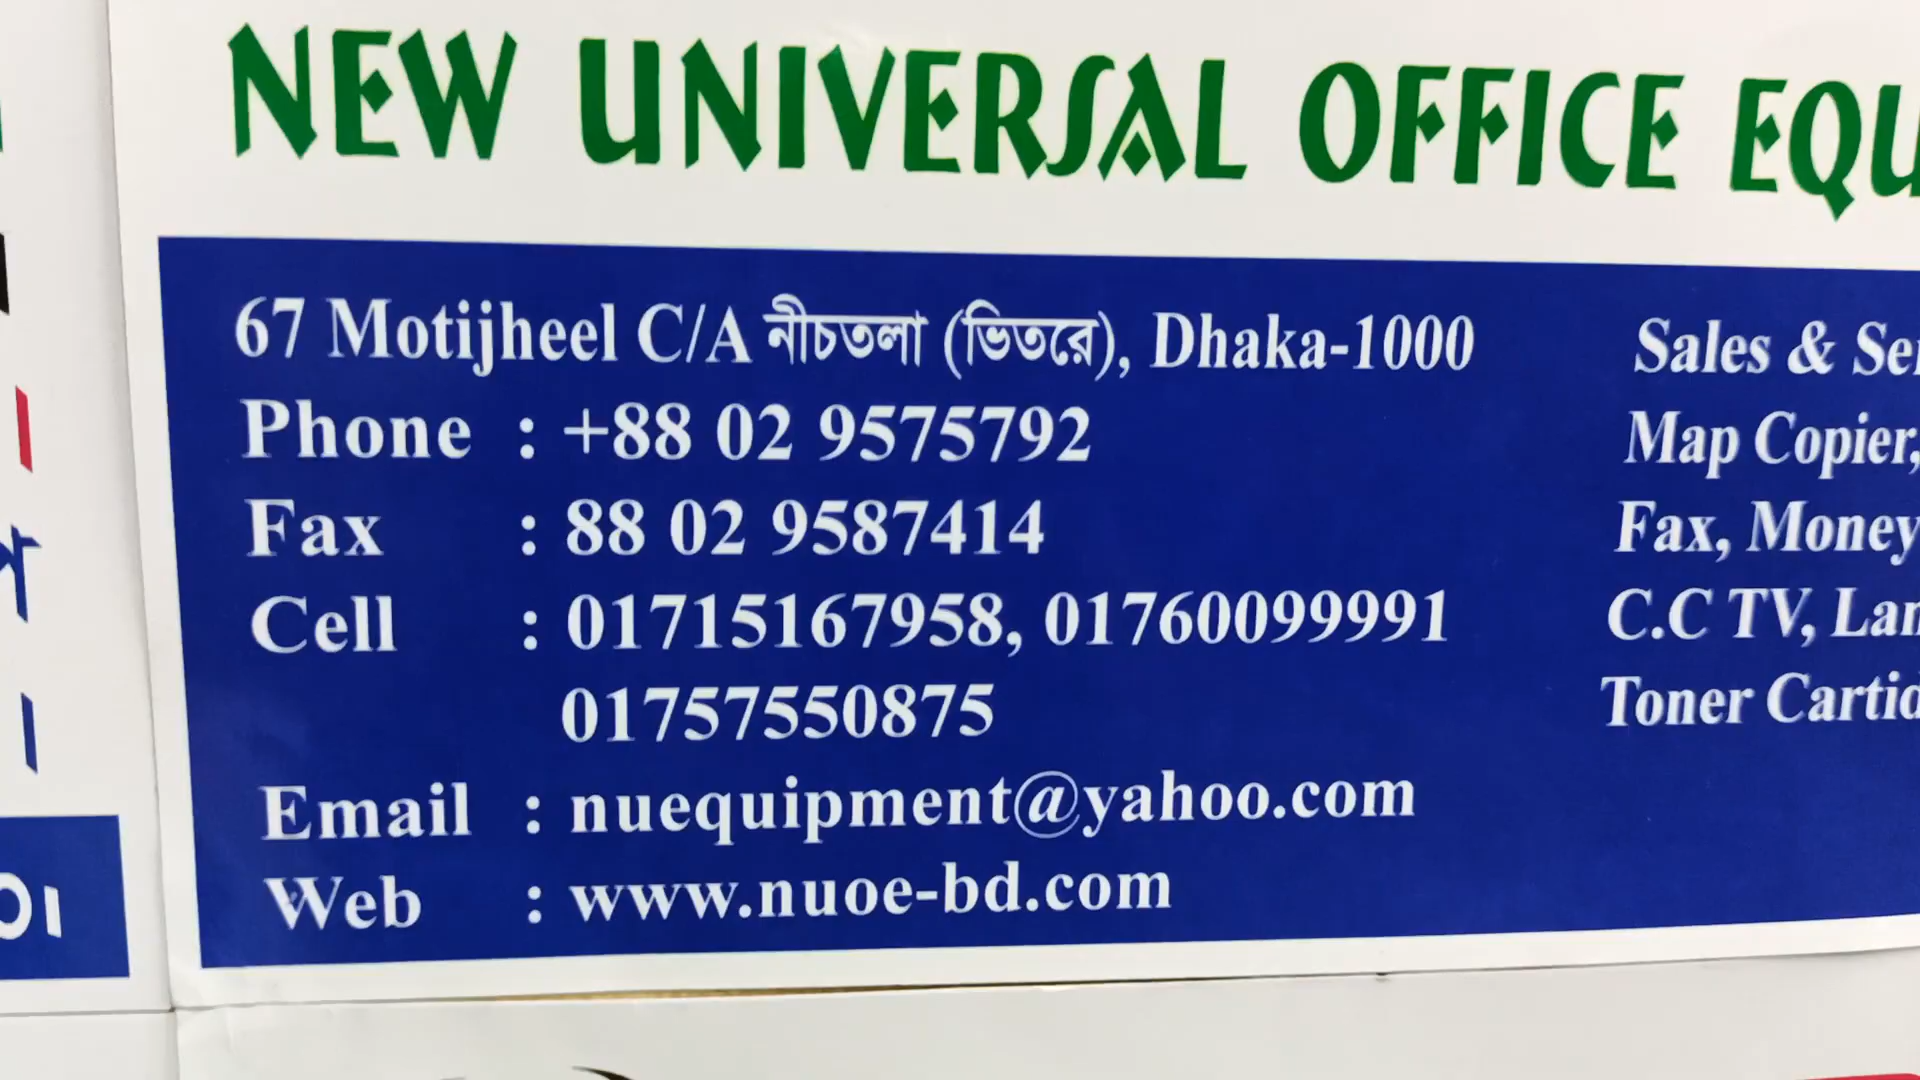 NEW UNIVERSAL OFFICE EQU
67 Motijheel C/A নীচতলা (ভিতরে), Dhaka-1000
Phone : +88 02 9575792
Fax : 88 02 9587414
Cell : 01715167958, 01760099991
01757550875
Email : nuequipment@yahoo.com
Web : www.nuoe-bd.com
Sales & Ser
Map Copier,
Fax, Money
C.C TV, Lan
Toner Cartid